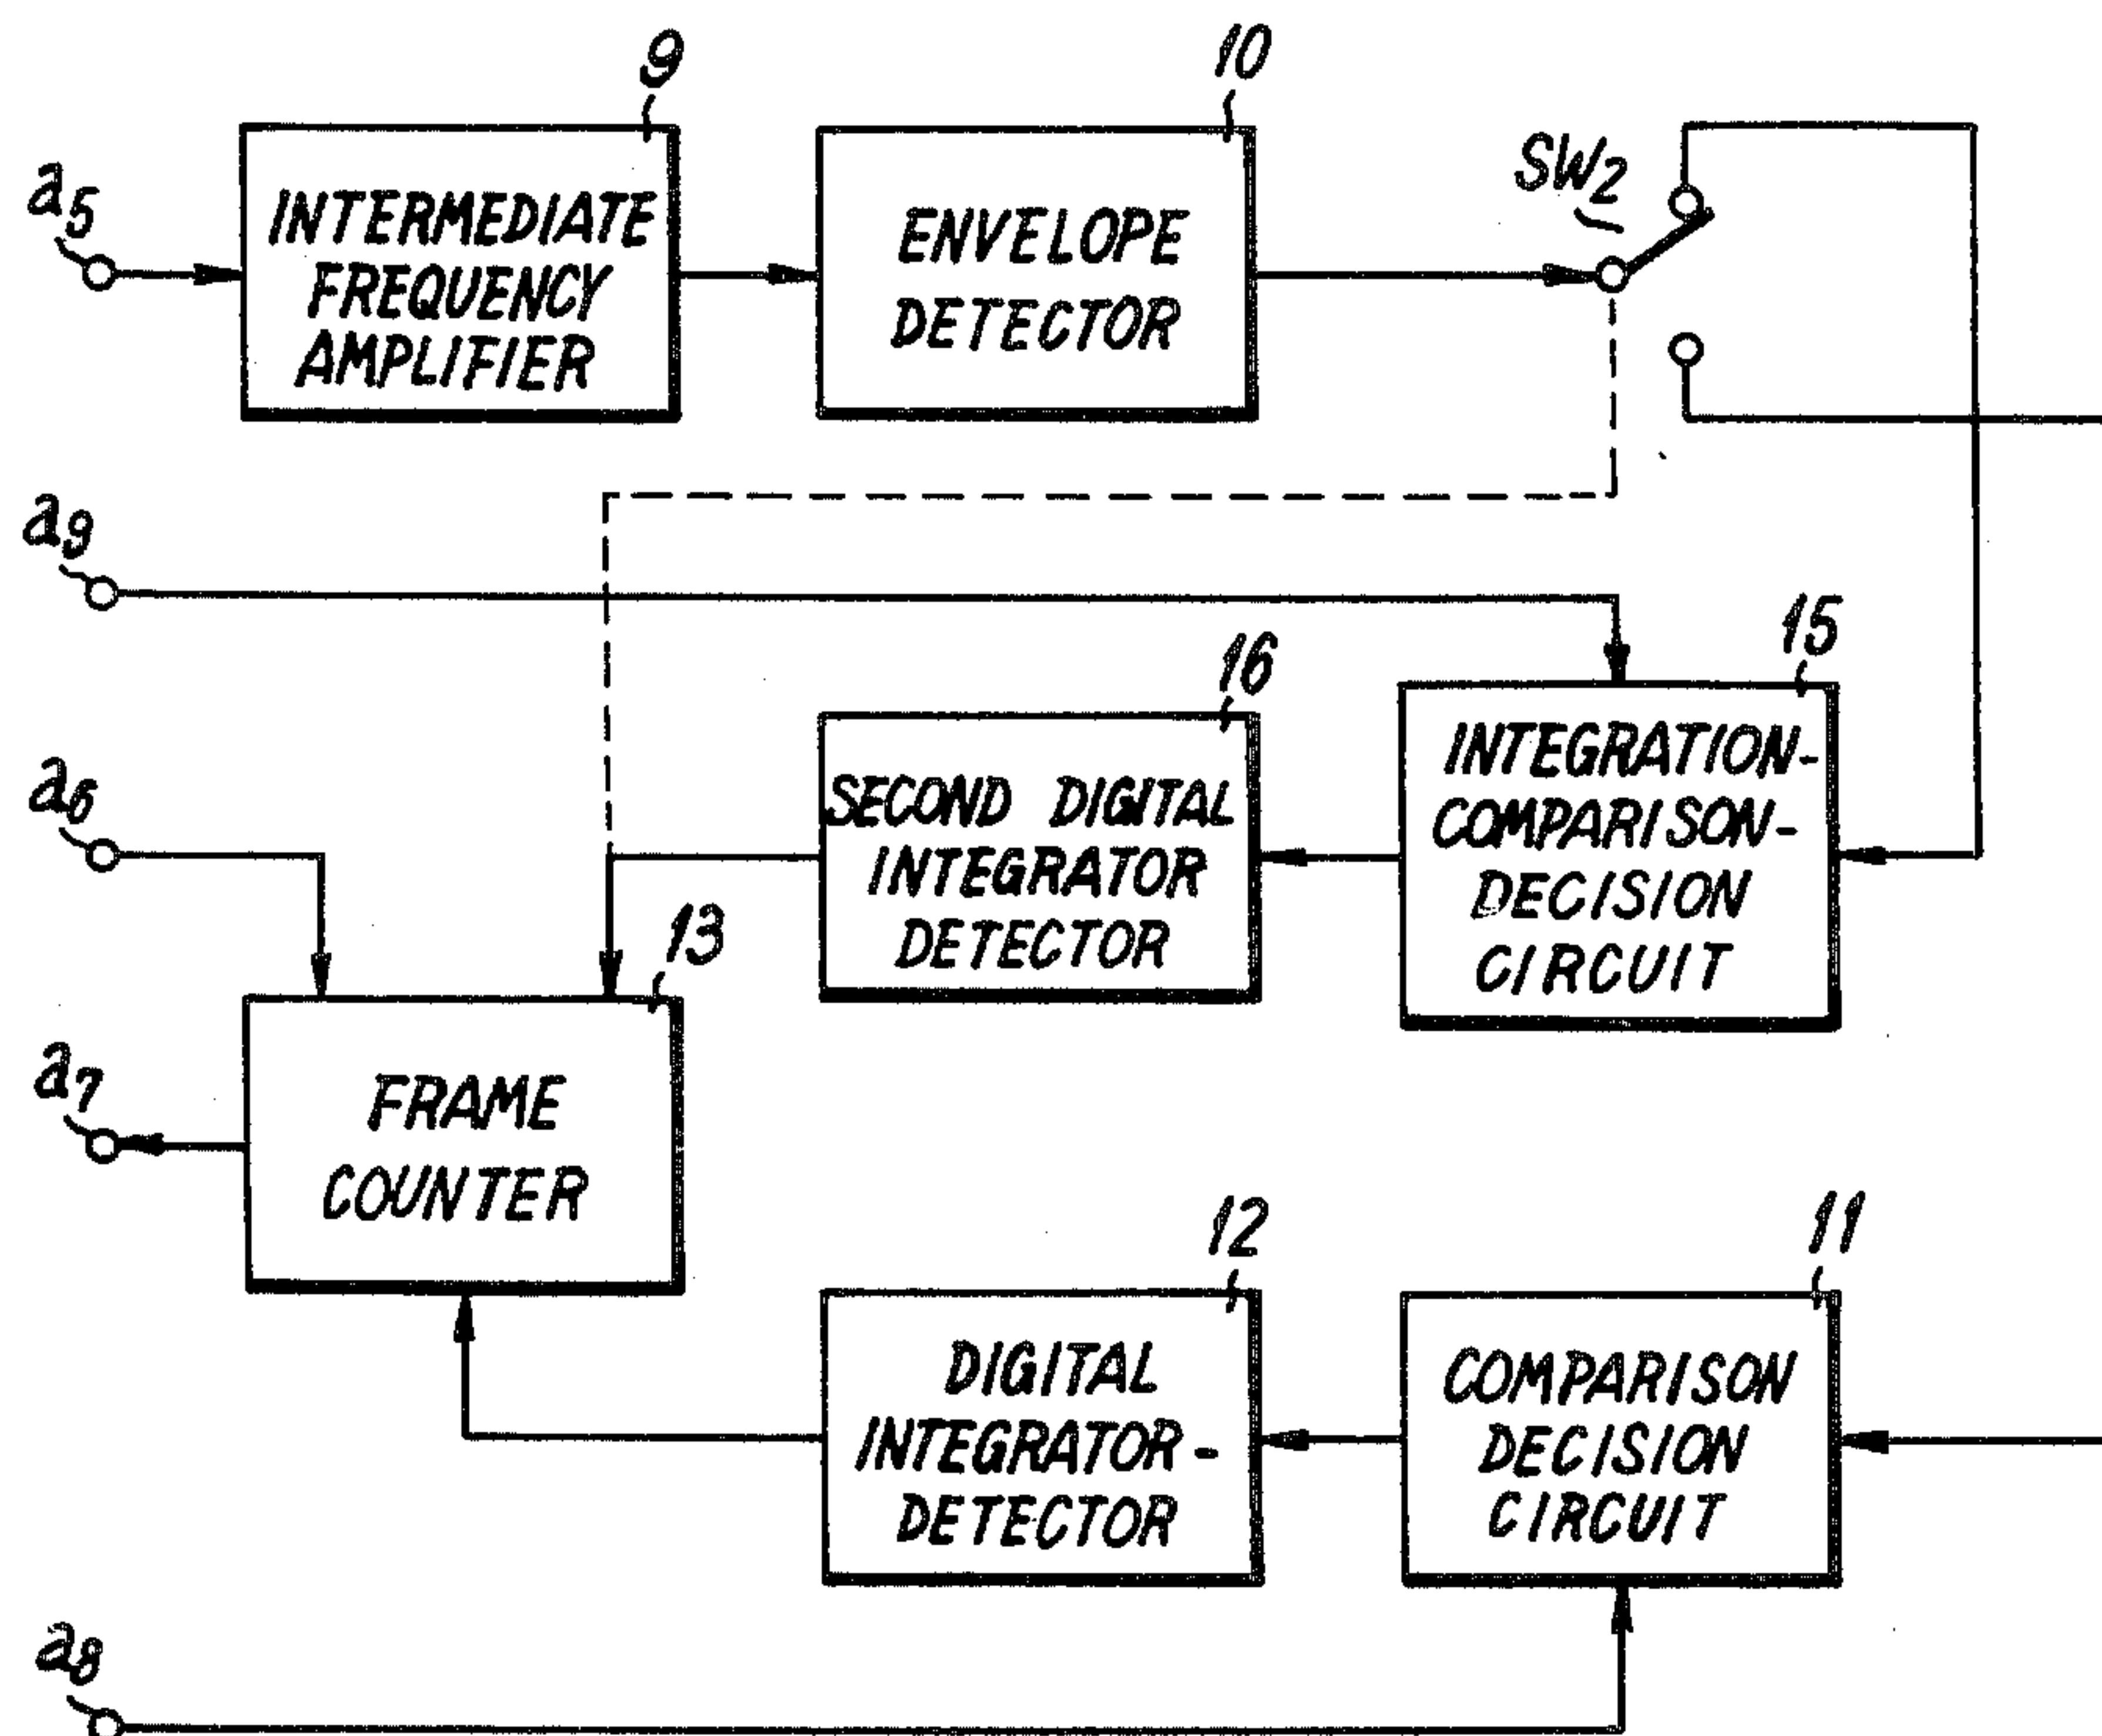 9
10
a5
INTERMEDIATE
FREQUENCY
AMPLIFIER
ENVELOPE
DETECTOR
SW2
a9
16
15
SECOND DIGITAL
INTEGRATOR
DETECTOR
INTEGRATION-
COMPARISON-
DECISION
CIRCUIT
a6
13
a7
FRAME
COUNTER
12
11
DIGITAL
INTEGRATOR-
DETECTOR
COMPARISON
DECISION
CIRCUIT
a8